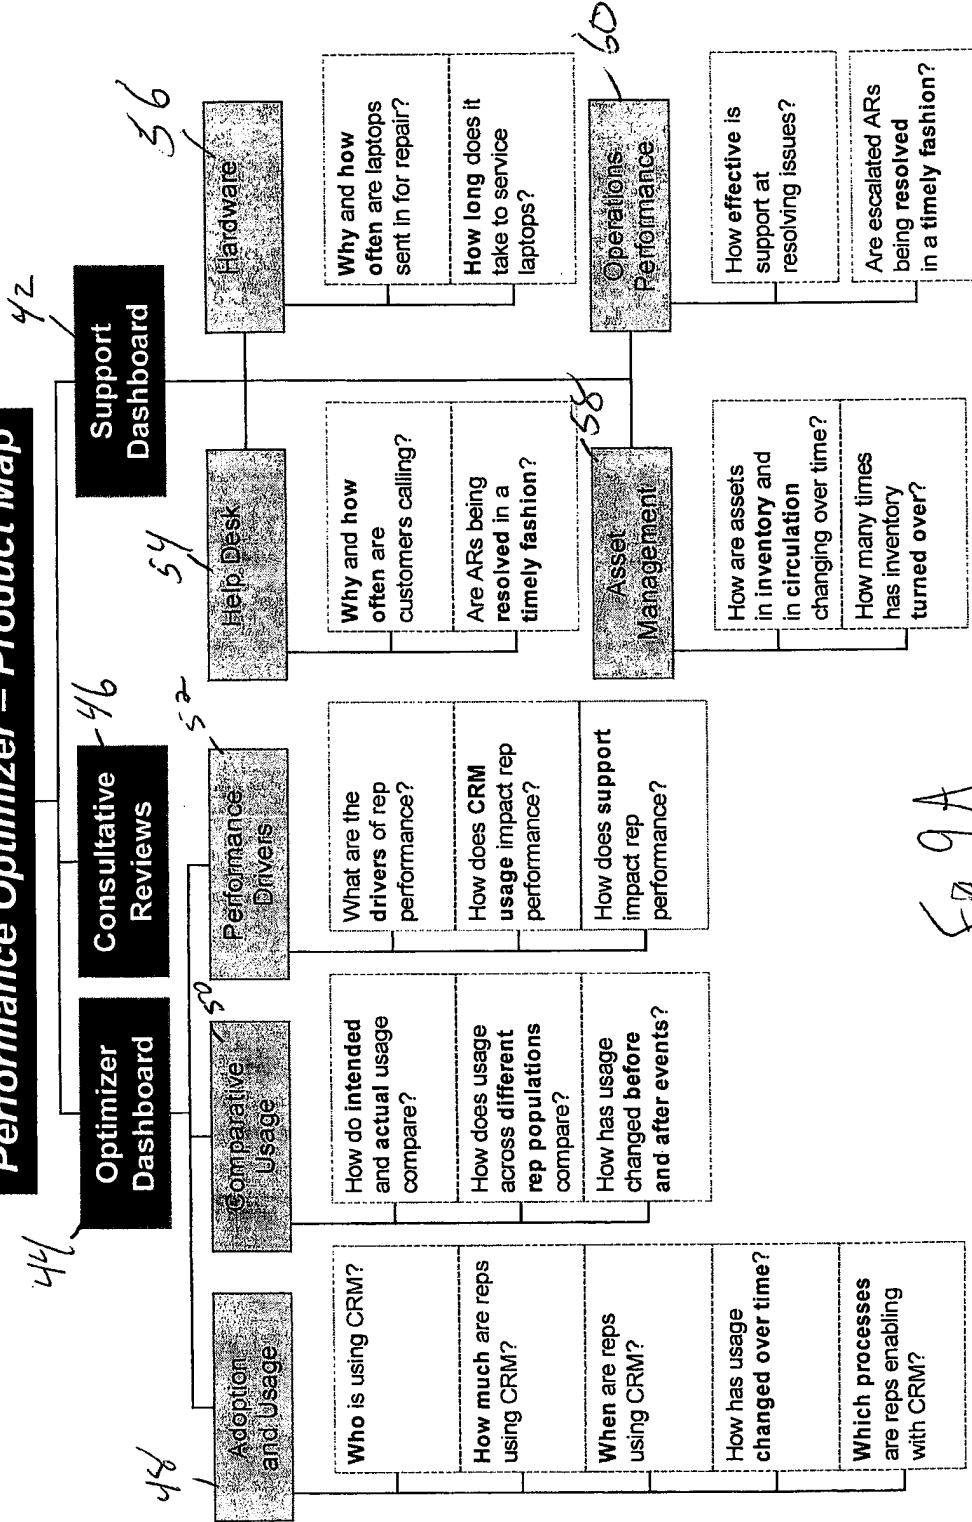 Performance Optimizer – Product Map
44
Optimizer
Dashboard
Consultative
Reviews
46
42
Support
Dashboard
48
Adoption
and Usage
Who is using CRM?
How much are reps
using CRM?
When are reps
using CRM?
How has usage
changed over time?
Which processes
are reps enabling
with CRM?
50
Comparative
Usage
How do intended
and actual usage
compare?
How does usage
across different
rep populations
compare?
How has usage
changed before
and after events?
52
Performance
Drivers
What are the
drivers of rep
performance?
How does CRM
usage impact rep
performance?
How does support
impact rep
performance?
54
Help Desk
Why and how
often are
customers calling?
Are ARs being
resolved in a
timely fashion?
56
Hardware
Why and how
often are laptops
sent in for repair?
How long does it
take to service
laptops?
58
Asset
Management
How are assets
in inventory and
in circulation
changing over time?
How many times
has inventory
turned over?
60
Operations
Performance
How effective is
support at
resolving issues?
Are escalated ARs
being resolved
in a timely fashion?
9A